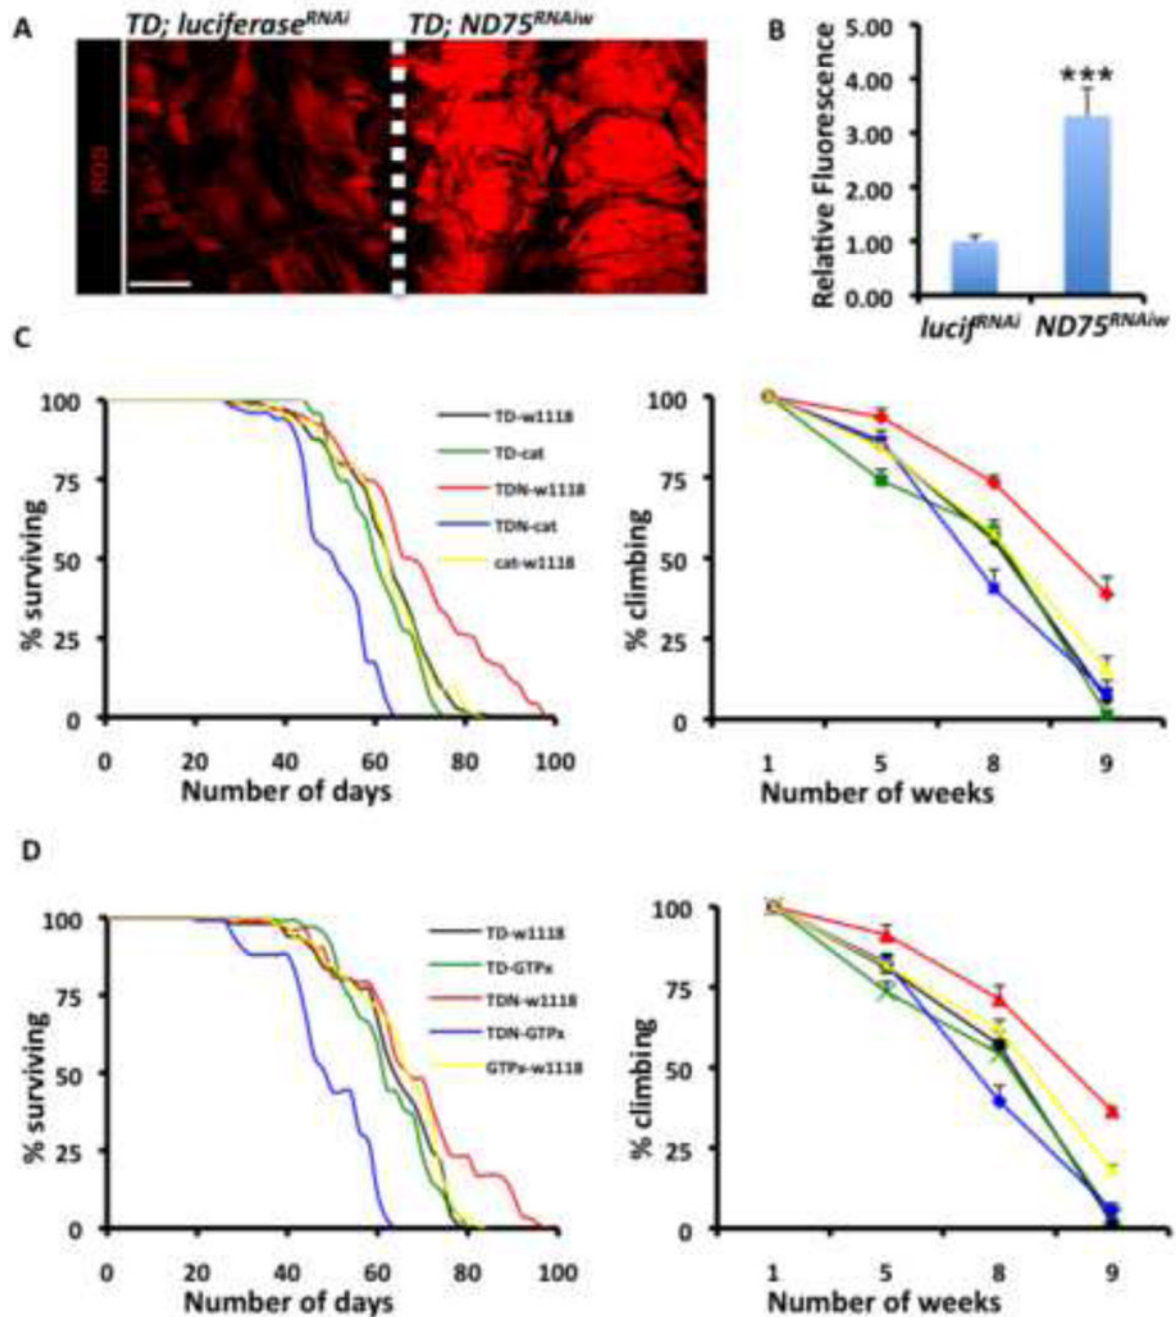 A
TD; luciferase^RNAi TD; ND75^RNAiw
ROS
B
5.00
4.00
3.00
2.00
1.00
0.00
Relative Fluorescence
***
lucif^RNAi ND75^RNAiw
C
100
75
50
25
0
% surviving
TD-w1118
TD-cat
TDN-w1118
TDN-cat
cat-w1118
0 20 40 60 80 100
Number of days
100
75
50
25
0
% climbing
1 5 8 9
Number of weeks
D
100
75
50
25
0
% surviving
TD-w1118
TD-GTPx
TDN-w1118
TDN-GTPx
GTPx-w1118
0 20 40 60 80 100
Number of days
100
75
50
25
0
% climbing
1 5 8 9
Number of weeks